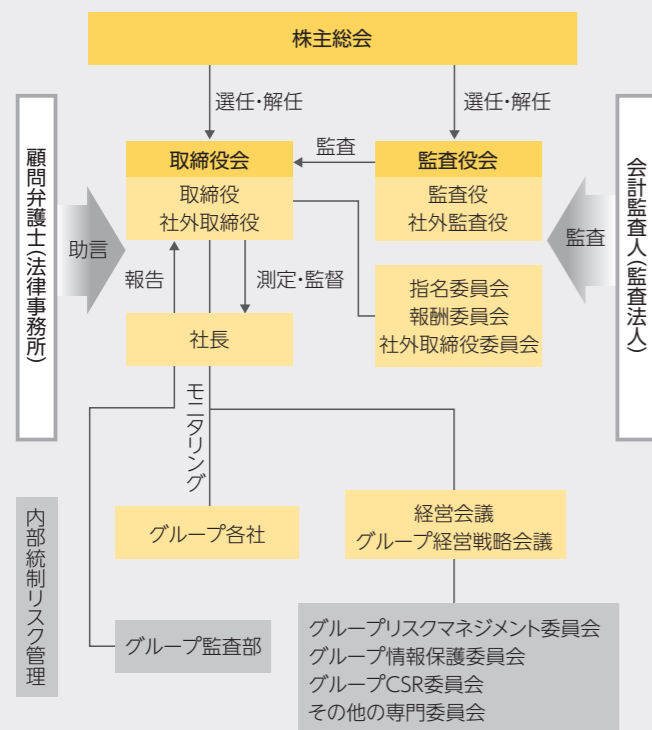 株主総会
選任・解任
選任・解任
顧問弁護士(法律事務所)
助言
取締役会
取締役
社外取締役
監査
監査役会
監査役
社外監査役
監査
会計監査人(監査法人)
報告
測定・監督
指名委員会
報酬委員会
社外取締役委員会
社長
モニタリング
グループ各社
経営会議
グループ経営戦略会議
内部統制リスク管理
グループ監査部
グループリスクマネジメント委員会
グループ情報保護委員会
グループCSR委員会
その他の専門委員会